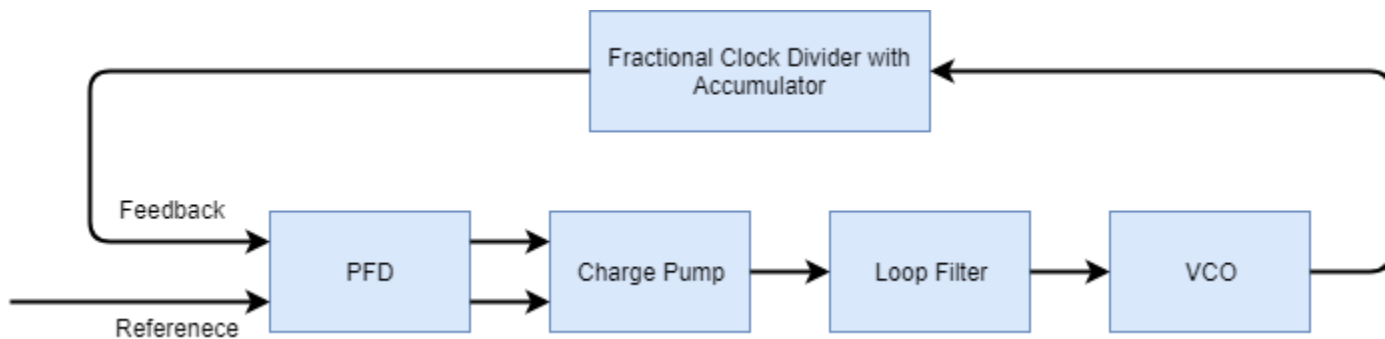 Fractional Clock Divider with
Accumulator
Feedback
PFD
Charge Pump
Loop Filter
VCO
Referenece